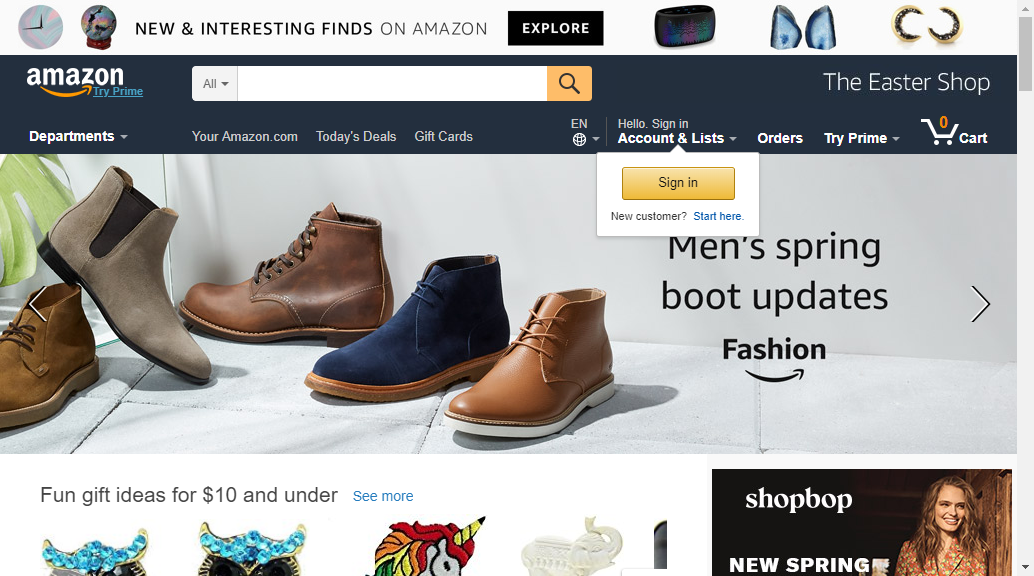 NEW & INTERESTING FINDS ON AMAZON
EXPLORE
amazon
Try Prime
All
The Easter Shop
Departments
Your Amazon.com
Today's Deals
Gift Cards
EN
Hello. Sign in
Account & Lists
Orders
Try Prime
0
Cart
Sign in
New customer? Start here.
Men's spring
boot updates
Fashion
Fun gift ideas for $10 and under
See more
shopbop
NEW SPRING